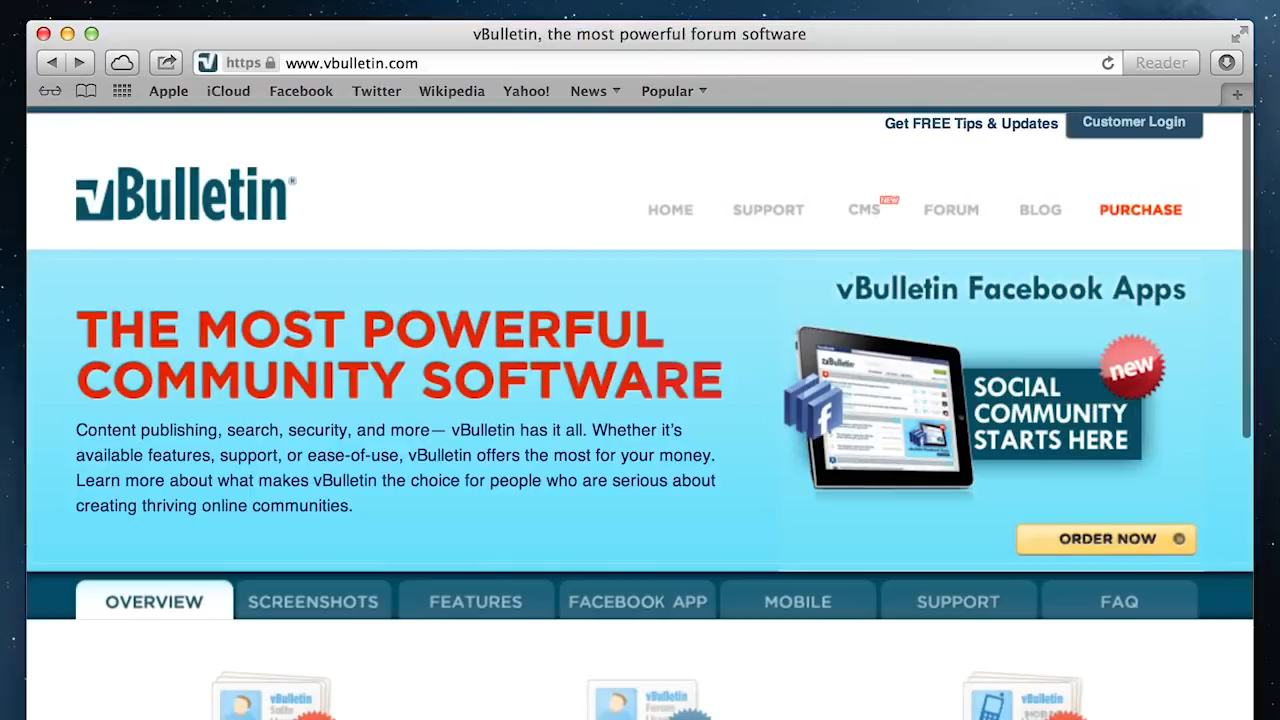 vBulletin, the most powerful forum software
https www.vbulletin.com Reader
Apple iCloud Facebook Twitter Wikipedia Yahoo! News Popular
Get FREE Tips & Updates Customer Login
vBulletin®
HOME SUPPORT CMS NEW FORUM BLOG PURCHASE
vBulletin Facebook Apps
THE MOST POWERFUL
COMMUNITY SOFTWARE
Content publishing, search, security, and more— vBulletin has it all. Whether it's
available features, support, or ease-of-use, vBulletin offers the most for your money.
Learn more about what makes vBulletin the choice for people who are serious about
creating thriving online communities.
new
SOCIAL
COMMUNITY
STARTS HERE
ORDER NOW
OVERVIEW SCREENSHOTS FEATURES FACEBOOK APP MOBILE SUPPORT FAQ
vBulletin vBulletin vBulletin